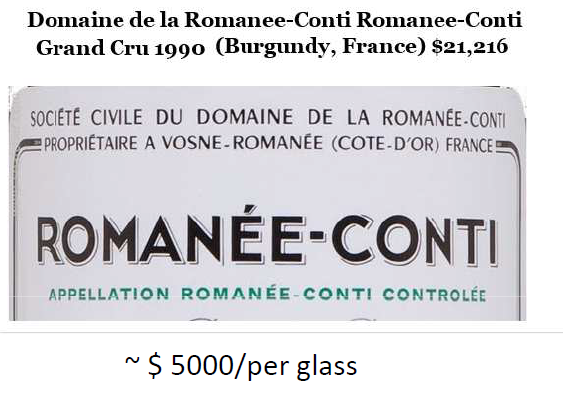 Domaine de la Romanee-Conti Romanee-Conti
Grand Cru 1990 (Burgundy, France) $21,216
SOCIÉTÉ CIVILE DU DOMAINE DE LA ROMANÉE-CONTI
PROPRIÉTAIRE A VOSNE-ROMANÉE (COTE-D'OR) FRANCE
ROMANÉE-CONTI
APPELLATION ROMANÉE-CONTI CONTROLÉE
~ $ 5000/per glass